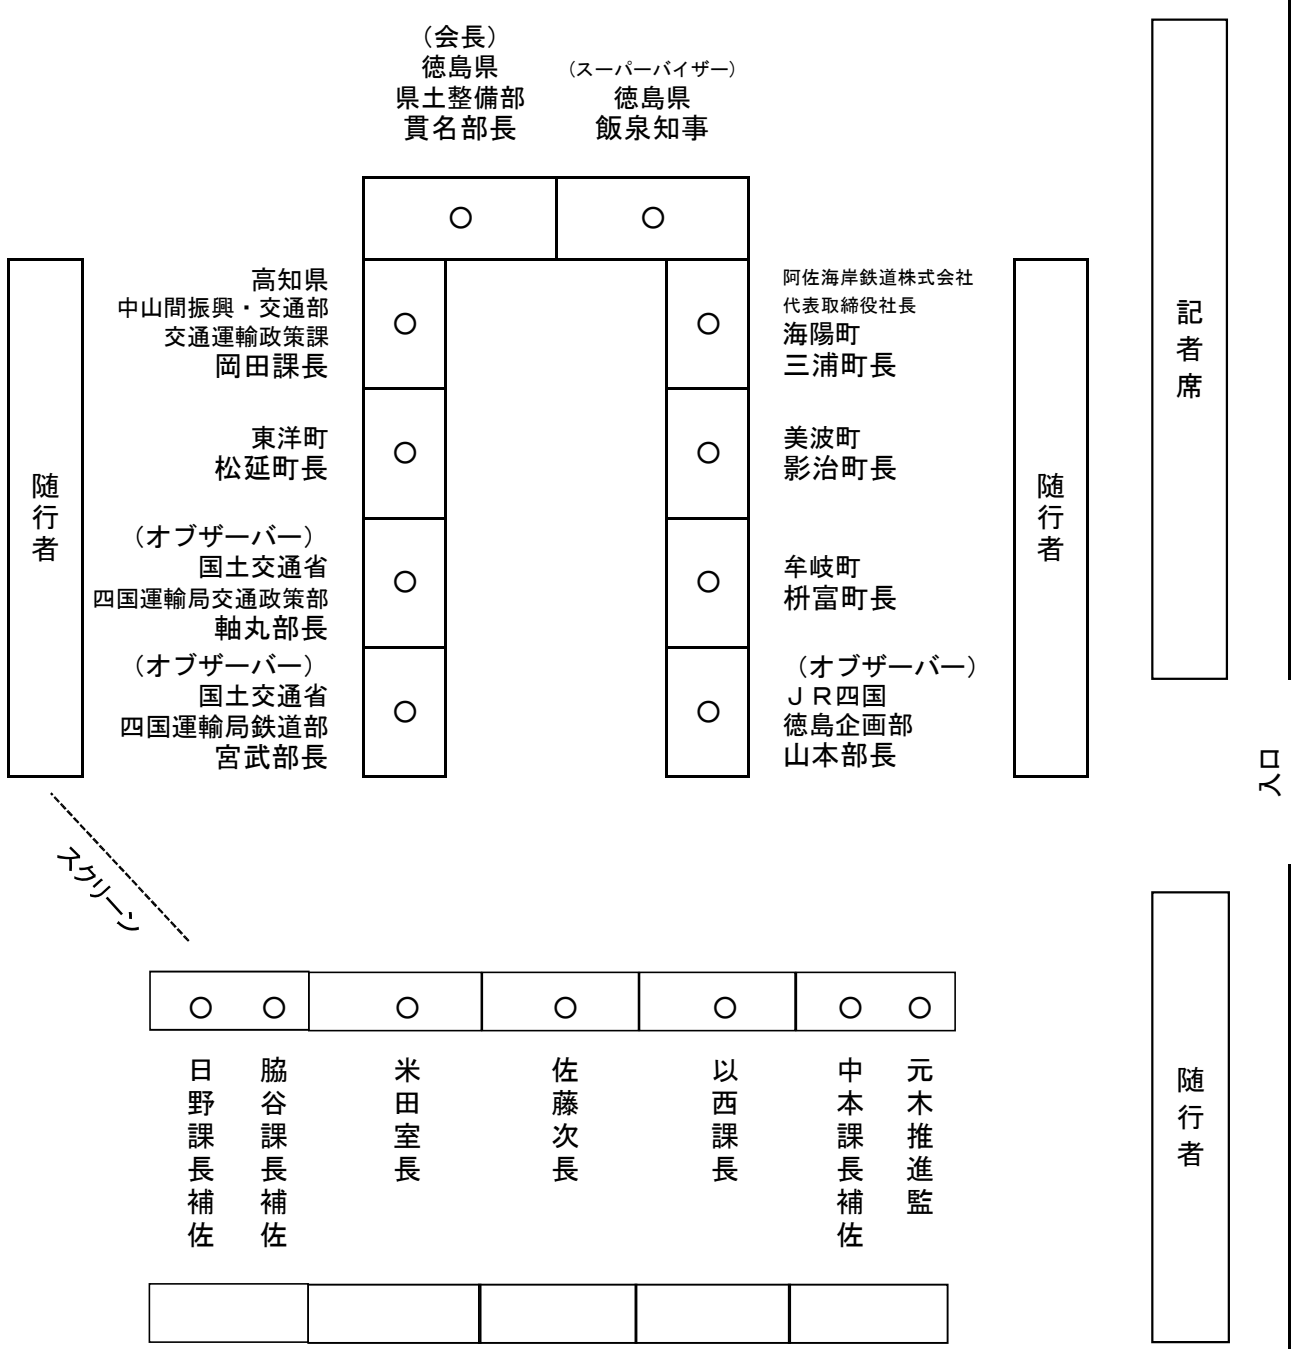 （会長）
徳島県
県土整備部
貫名部長
（スーパーバイザー）
徳島県
飯泉知事
高知県
中山間振興・交通部
交通運輸政策課
岡田課長
東洋町
松延町長
（オブザーバー）
国土交通省
四国運輸局交通政策部
軸丸部長
（オブザーバー）
国土交通省
四国運輸局鉄道部
宮武部長
阿佐海岸鉄道株式会社
代表取締役社長
海陽町
三浦町長
美波町
影治町長
牟岐町
枡富町長
（オブザーバー）
ＪＲ四国
徳島企画部
山本部長
随行者
随行者
記者席
入口
スクリーン
日野課長補佐
脇谷課長補佐
米田室長
佐藤次長
以西課長
中本課長補佐
元木推進監
随行者